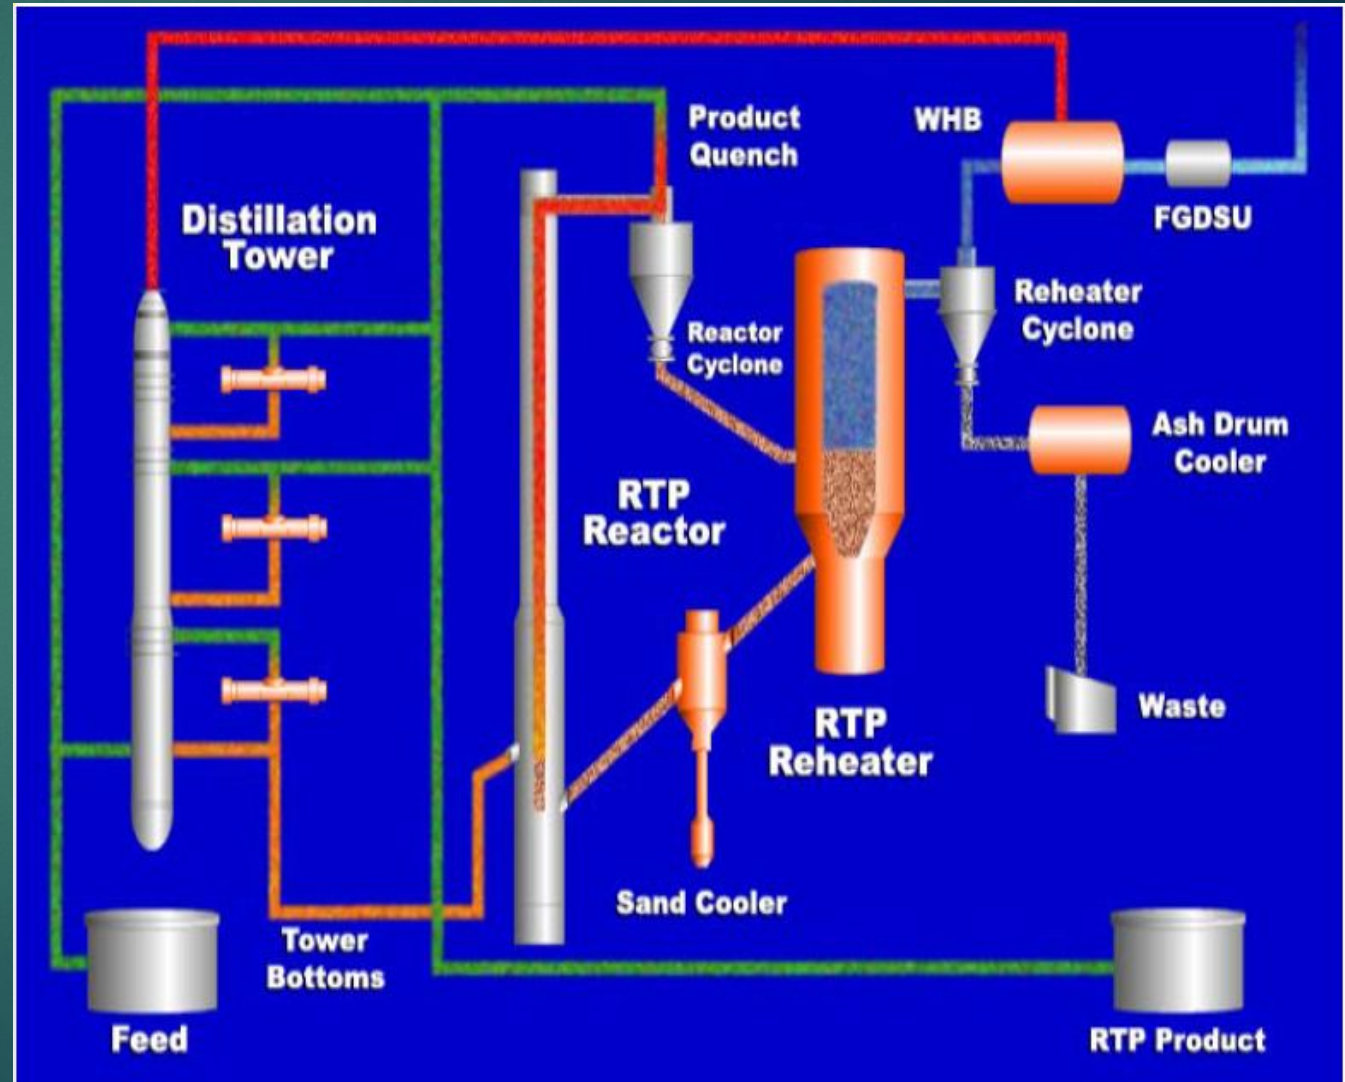 Product
Quench
WHB
FGDSU
Distillation
Tower
Reheater
Cyclone
Reactor
Cyclone
Ash Drum
Cooler
RTP
Reactor
Waste
RTP
Reheater
Sand Cooler
Tower
Bottoms
Feed
RTP Product